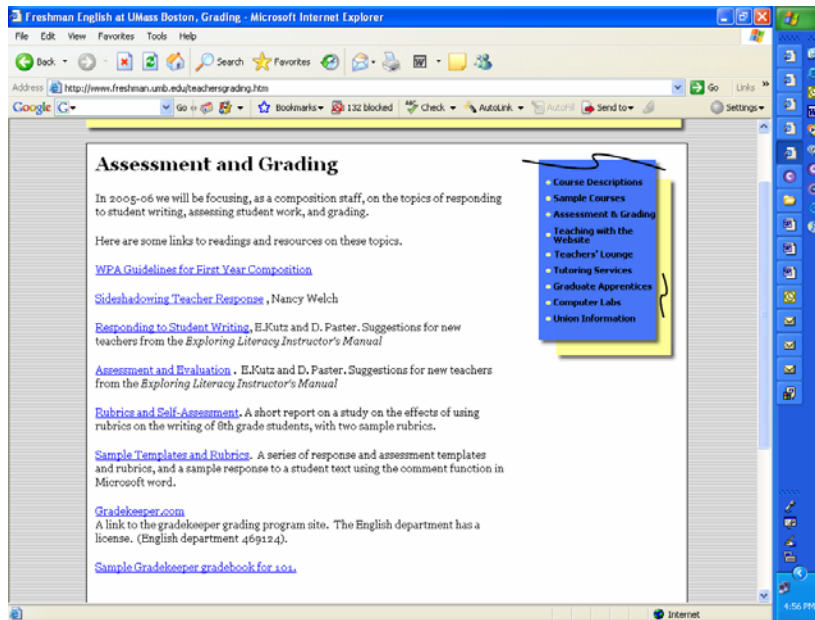 Freshman English at UMass Boston, Grading - Microsoft Internet Explorer
File Edit View Favorites Tools Help
Back Search Favorites
Address http://www.freshman.umb.edu/teachersgrading.htm Go Links »
Google Go Bookmarks 132 blocked Check AutoLink AutoFill Send to Settings
Assessment and Grading
In 2005-06 we will be focusing, as a composition staff, on the topics of responding
to student writing, assessing student work, and grading.
Here are some links to readings and resources on these topics.
WPA Guidelines for First Year Composition
Sideshadowing Teacher Response , Nancy Welch
Responding to Student Writing, E.Kutz and D. Paster. Suggestions for new
teachers from the Exploring Literacy Instructor's Manual
Assessment and Evaluation . E.Kutz and D. Paster. Suggestions for new teachers
from the Exploring Literacy Instructor's Manual
Rubrics and Self-Assessment. A short report on a study on the effects of using
rubrics on the writing of 8th grade students, with two sample rubrics.
Sample Templates and Rubrics. A series of response and assessment templates
and rubrics, and a sample response to a student text using the comment function in
Microsoft word.
Gradekeeper.com
A link to the gradekeeper grading program site. The English department has a
license. (English department 469124).
Sample Gradekeeper gradebook for 101.
Course Descriptions
Sample Courses
Assessment & Grading
Teaching with the
Website
Teachers' Lounge
Tutoring Services
Graduate Apprentices
Computer Labs
Union Information
Internet
4:56 PM